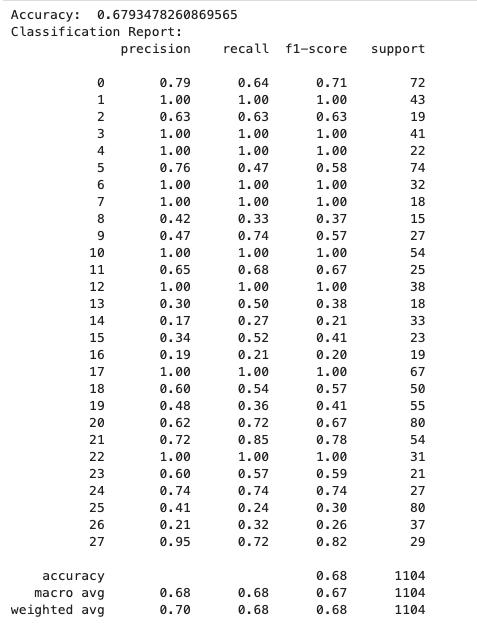 Accuracy:  0.6793478260869565
Classification Report:
              precision    recall  f1-score   support

           0       0.79      0.64      0.71        72
           1       1.00      1.00      1.00        43
           2       0.63      0.63      0.63        19
           3       1.00      1.00      1.00        41
           4       1.00      1.00      1.00        22
           5       0.76      0.47      0.58        74
           6       1.00      1.00      1.00        32
           7       1.00      1.00      1.00        18
           8       0.42      0.33      0.37        15
           9       0.47      0.74      0.57        27
          10       1.00      1.00      1.00        54
          11       0.65      0.68      0.67        25
          12       1.00      1.00      1.00        38
          13       0.30      0.50      0.38        18
          14       0.17      0.27      0.21        33
          15       0.34      0.52      0.41        23
          16       0.19      0.21      0.20        19
          17       1.00      1.00      1.00        67
          18       0.60      0.54      0.57        50
          19       0.48      0.36      0.41        55
          20       0.62      0.72      0.67        80
          21       0.72      0.85      0.78        54
          22       1.00      1.00      1.00        31
          23       0.60      0.57      0.59        21
          24       0.74      0.74      0.74        27
          25       0.41      0.24      0.30        80
          26       0.21      0.32      0.26        37
          27       0.95      0.72      0.82        29

    accuracy                           0.68      1104
   macro avg       0.68      0.68      0.67      1104
weighted avg       0.70      0.68      0.68      1104